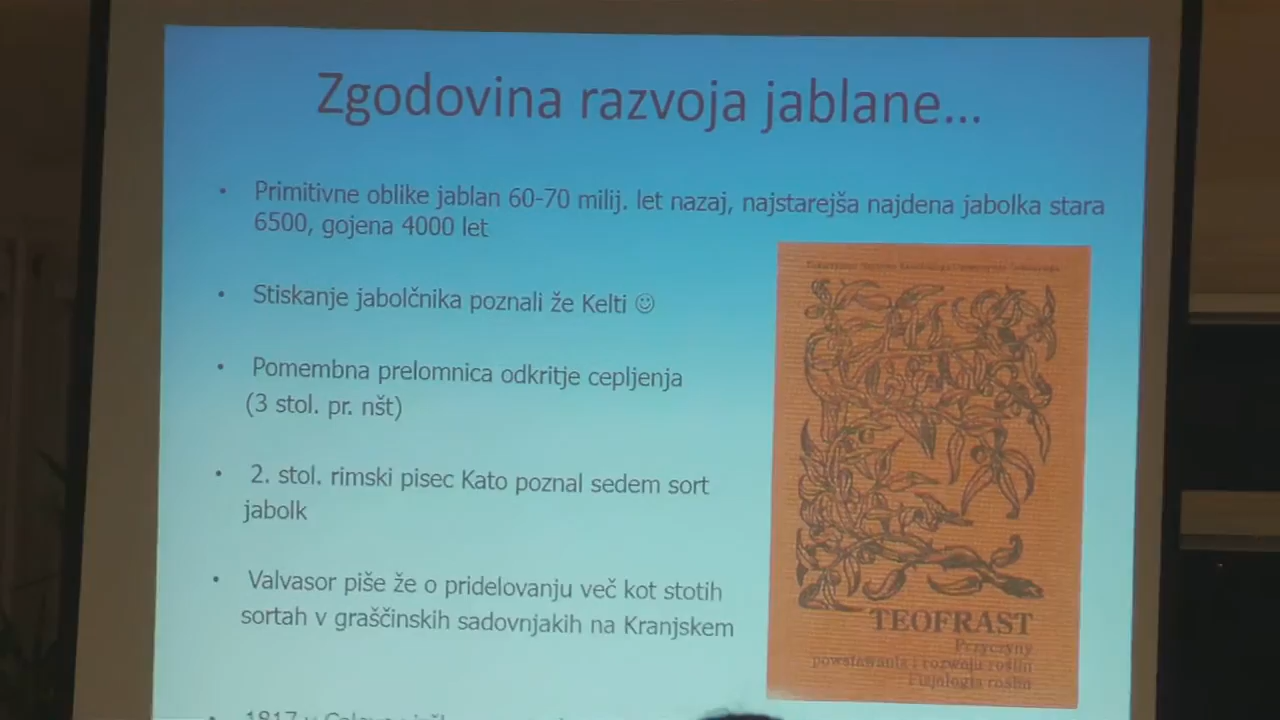 Zgodovina razvoja jablane...
• Primitivne oblike jablan 60-70 milij. let nazaj, najstarejša najdena jabolka stara
6500, gojena 4000 let
• Stiskanje jabolčnika poznali že Kelti ☺
• Pomembna prelomnica odkritje cepljenja
(3 stol. pr. nšt)
• 2. stol. rimski pisec Kato poznal sedem sort
jabolk
• Valvasor piše že o pridelovanju več kot stotih
sortah v graščinskih sadovnjakih na Kranjskem
• 1817 v
TEOFRAST
Przyczyny
powstawania i rozwoju roślin
Fizjologia roślin